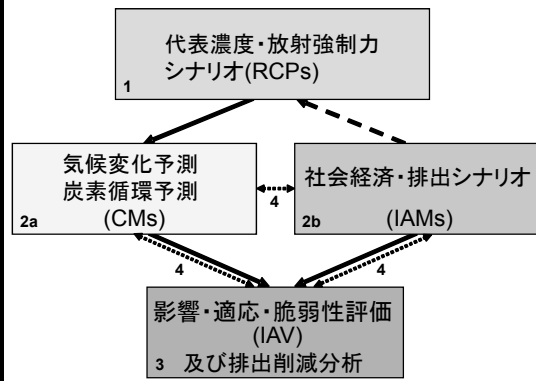 代表濃度・放射強制力
シナリオ(RCPs)
1
気候変化予測
炭素循環予測
(CMs)
2a
4
社会経済・排出シナリオ
(IAMs)
2b
4
4
影響・適応・脆弱性評価
(IAV)
3 及び排出削減分析